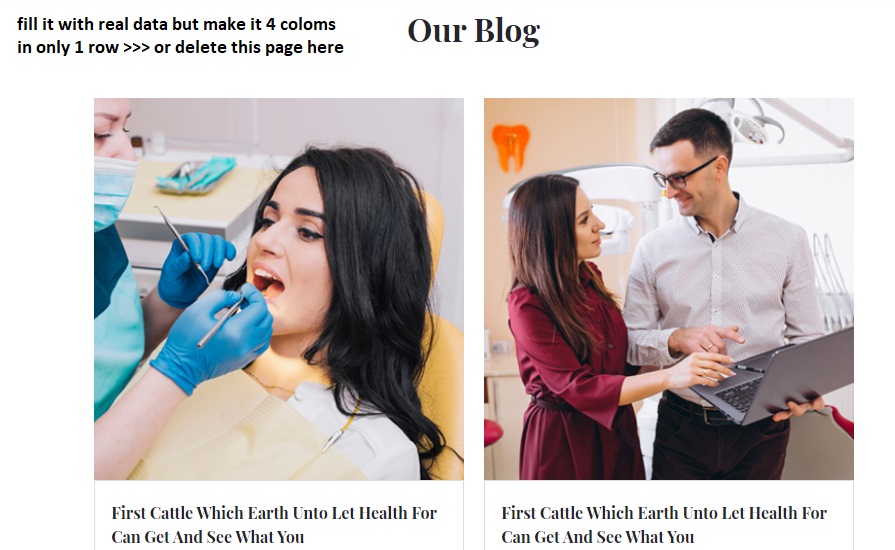 fill it with real data but make it 4 coloms
in only 1 row >>> or delete this page here
Our Blog
First Cattle Which Earth Unto Let Health For
Can Get And See What You
First Cattle Which Earth Unto Let Health For
Can Get And See What You